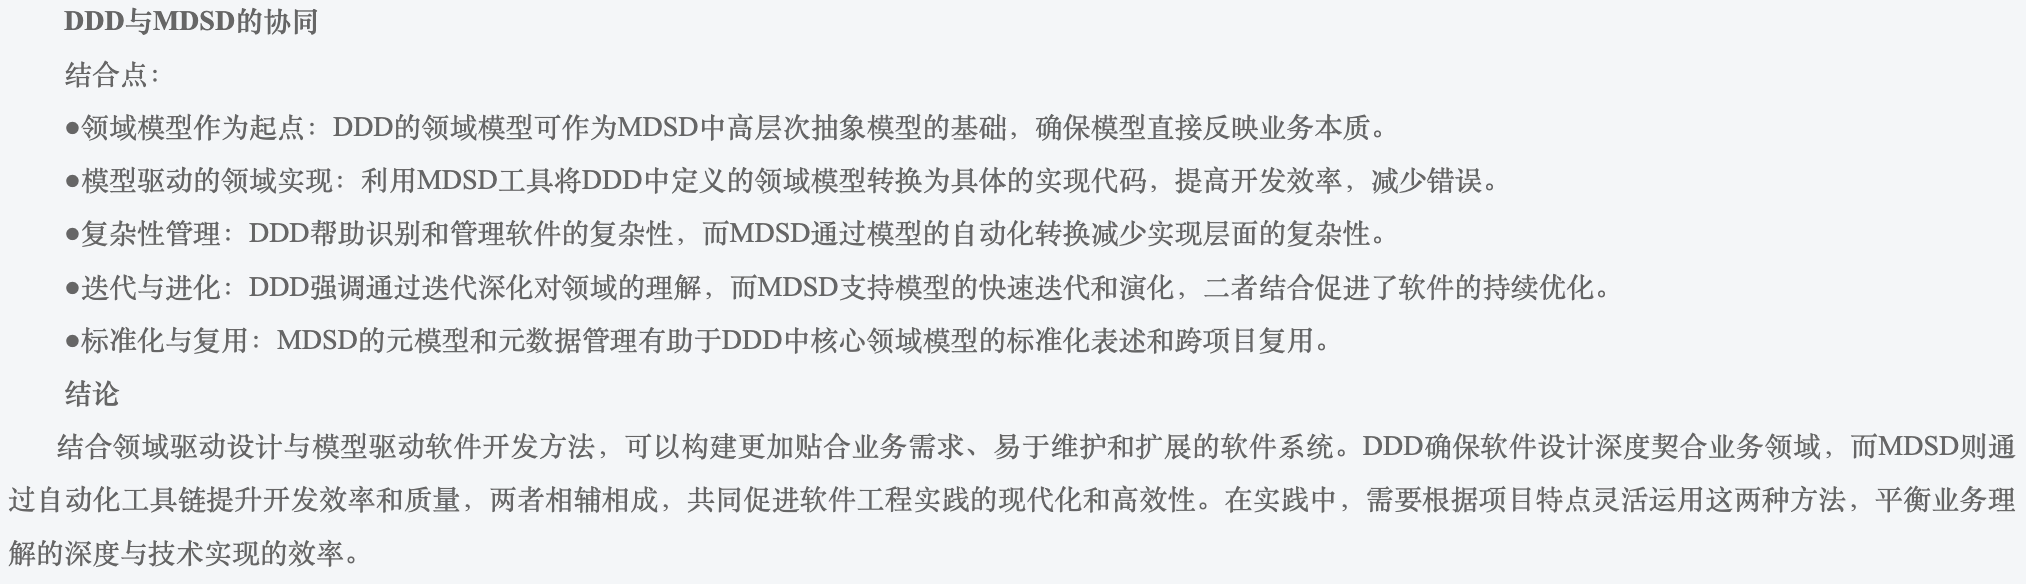 DDD与MDSD的协同
结合点：
●领域模型作为起点：DDD的领域模型可作为MDSD中高层次抽象模型的基础，确保模型直接反映业务本质。
●模型驱动的领域实现：利用MDSD工具将DDD中定义的领域模型转换为具体的实现代码，提高开发效率，减少错误。
●复杂性管理：DDD帮助识别和管理软件的复杂性，而MDSD通过模型的自动化转换减少实现层面的复杂性。
●迭代与进化：DDD强调通过迭代深化对领域的理解，而MDSD支持模型的快速迭代和演化，二者结合促进了软件的持续优化。
●标准化与复用：MDSD的元模型和元数据管理有助于DDD中核心领域模型的标准化表述和跨项目复用。
结论
结合领域驱动设计与模型驱动软件开发方法，可以构建更加贴合业务需求、易于维护和扩展的软件系统。DDD确保软件设计深度契合业务领域，而MDSD则通
过自动化工具链提升开发效率和质量，两者相辅相成，共同促进软件工程实践的现代化和高效性。在实践中，需要根据项目特点灵活运用这两种方法，平衡业务理
解的深度与技术实现的效率。